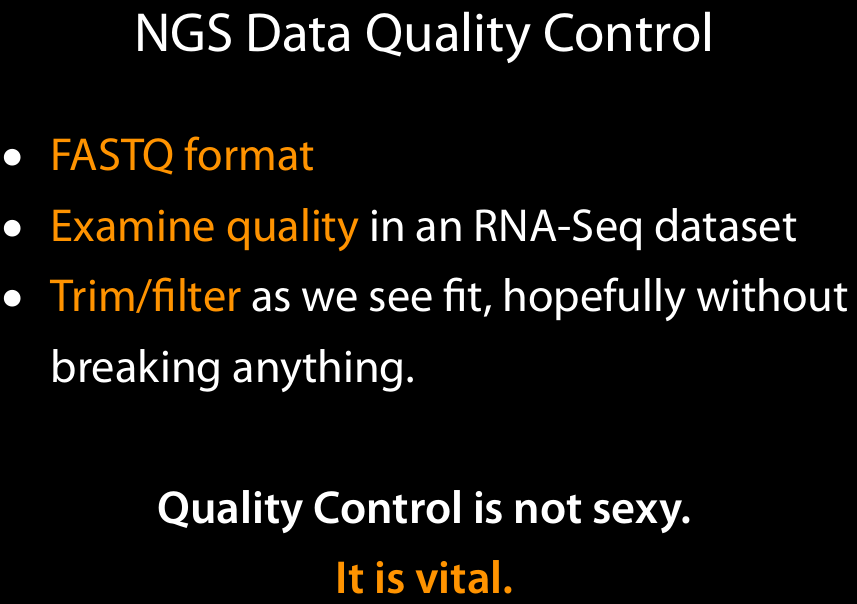 NGS Data Quality Control
• FASTQ format
• Examine quality in an RNA-Seq dataset
• Trim/filter as we see fit, hopefully without
breaking anything.
Quality Control is not sexy.
It is vital.